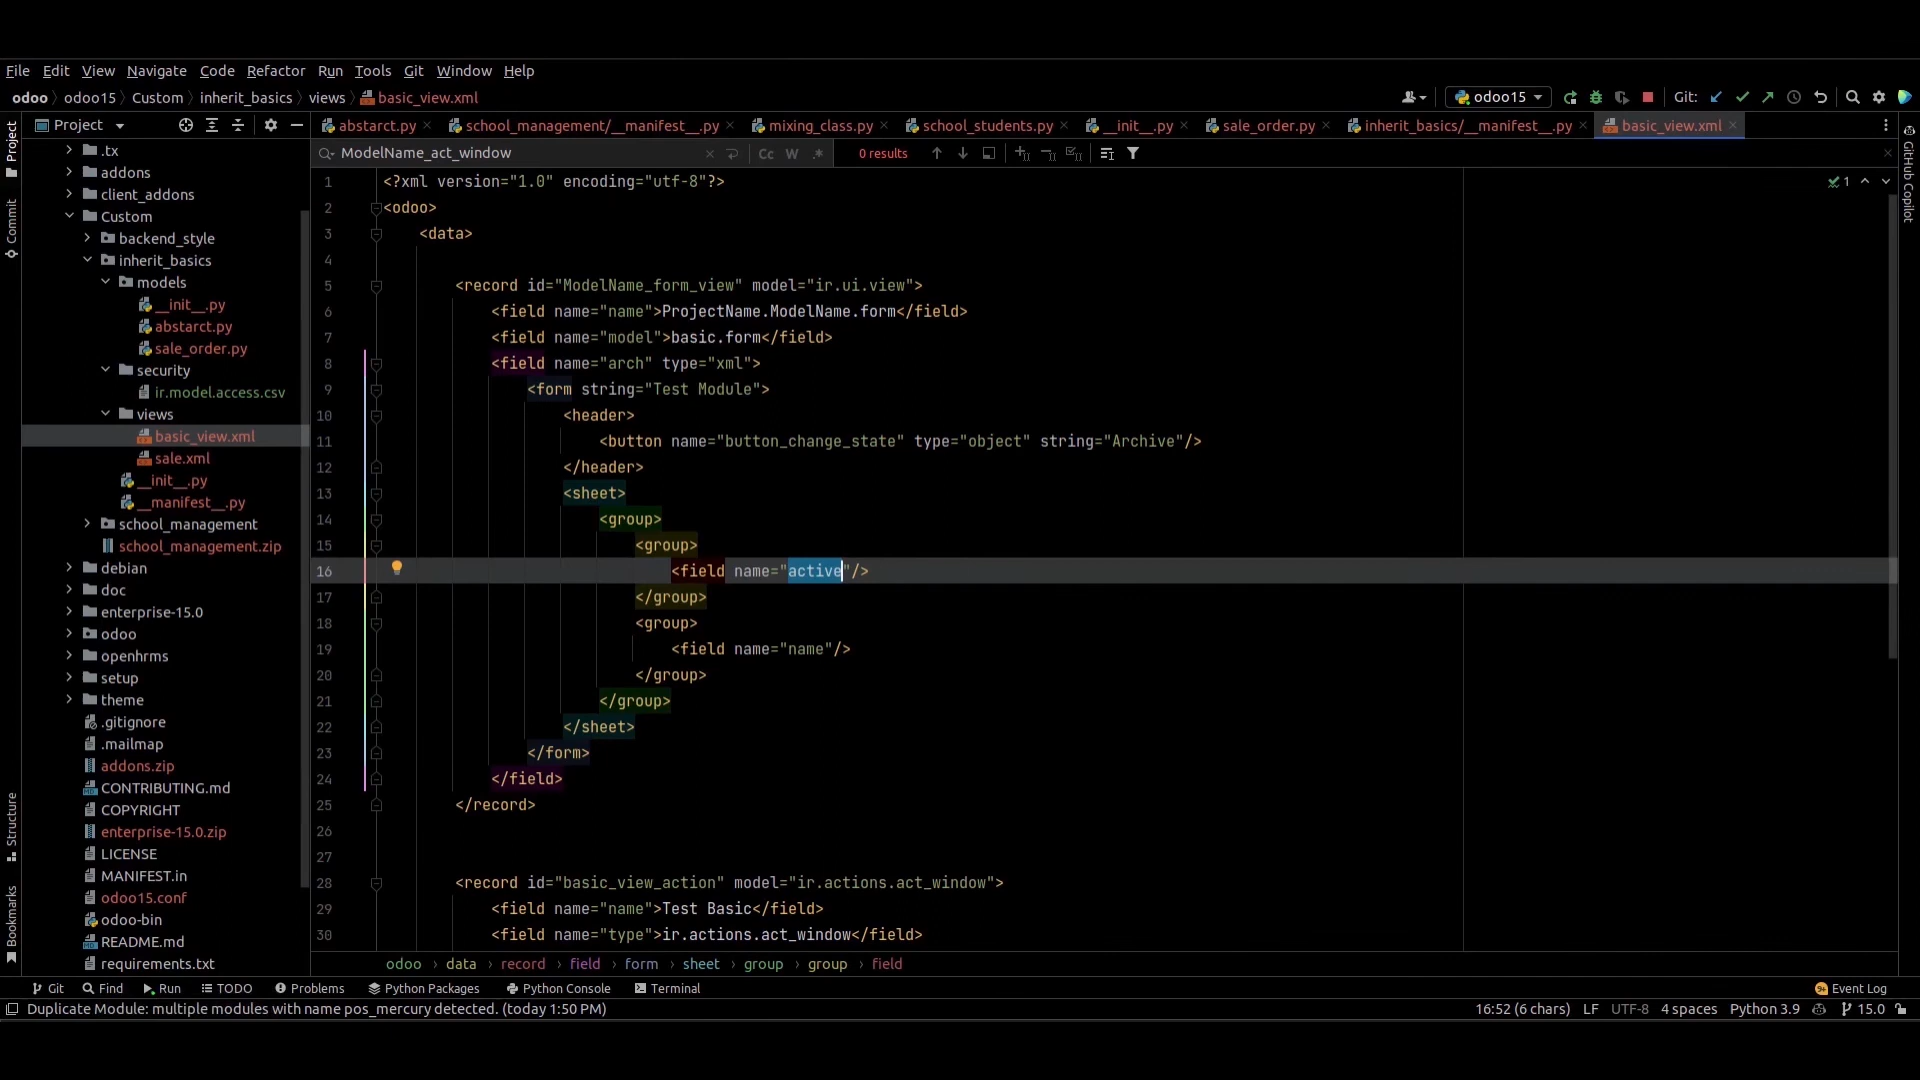 File Edit View Navigate Code Refactor Run Tools Git Window Help
odoo odoo15 Custom inherit_basics views basic_view.xml
odoo15 Git:
Project
abstarct.py school_management/__manifest__.py mixing_class.py school_students.py __init__.py sale_order.py inherit_basics/__manifest__.py basic_view.xml
ModelName_act_window Cc W .* 0 results
Project
Commit
Structure
Bookmarks
.tx
addons
client_addons
Custom
backend_style
inherit_basics
models
__init__.py
abstarct.py
sale_order.py
security
ir.model.access.csv
views
basic_view.xml
sale.xml
__init__.py
__manifest__.py
school_management
school_management.zip
debian
doc
enterprise-15.0
odoo
openhrms
setup
theme
.gitignore
.mailmap
addons.zip
CONTRIBUTING.md
COPYRIGHT
enterprise-15.0.zip
LICENSE
MANIFEST.in
odoo15.conf
odoo-bin
README.md
requirements.txt
1 <?xml version="1.0" encoding="utf-8"?>
2 <odoo>
3 <data>
4
5 <record id="ModelName_form_view" model="ir.ui.view">
6 <field name="name">ProjectName.ModelName.form</field>
7 <field name="model">basic.form</field>
8 <field name="arch" type="xml">
9 <form string="Test Module">
10 <header>
11 <button name="button_change_state" type="object" string="Archive"/>
12 </header>
13 <sheet>
14 <group>
15 <group>
16 <field name="active"/>
17 </group>
18 <group>
19 <field name="name"/>
20 </group>
21 </group>
22 </sheet>
23 </form>
24 </field>
25 </record>
26
27
28 <record id="basic_view_action" model="ir.actions.act_window">
29 <field name="name">Test Basic</field>
30 <field name="type">ir.actions.act_window</field>
1
GitHub Copilot
odoo data record field form sheet group group field
Git Find Run TODO Problems Python Packages Python Console Terminal 9+ Event Log
Duplicate Module: multiple modules with name pos_mercury detected. (today 1:50 PM) 16:52 (6 chars) LF UTF-8 4 spaces Python 3.9 15.0